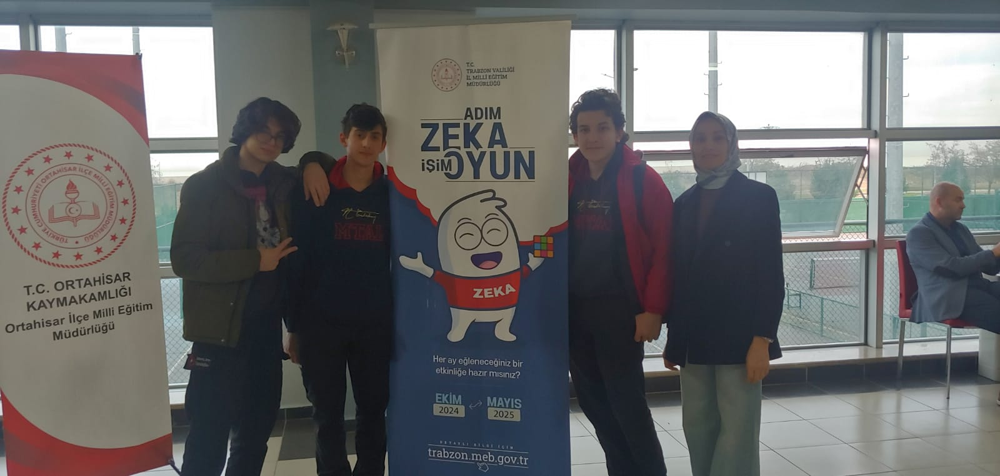 TÜRKİYE CUMHURİYETİ ORTAHİSAR İLÇE MİLLİ EĞİTİM MÜDÜRLÜĞÜ
T.C. ORTAHİSAR
KAYMAKAMLIĞI
Ortahisar İlçe Milli Eğitim
Müdürlüğü
T.C.
TRABZON VALİLİĞİ
İL MİLLİ EĞİTİM
MÜDÜRLÜĞÜ
ADIM
ZEKA
İŞİM OYUN
ZEKA
Her ay eğleneceğiniz bir
etkinliğe hazır mısınız?
EKİM MAYIS
2024 2025
DETAYLI BİLGİ İÇİN
trabzon.meb.gov.tr
MTAL